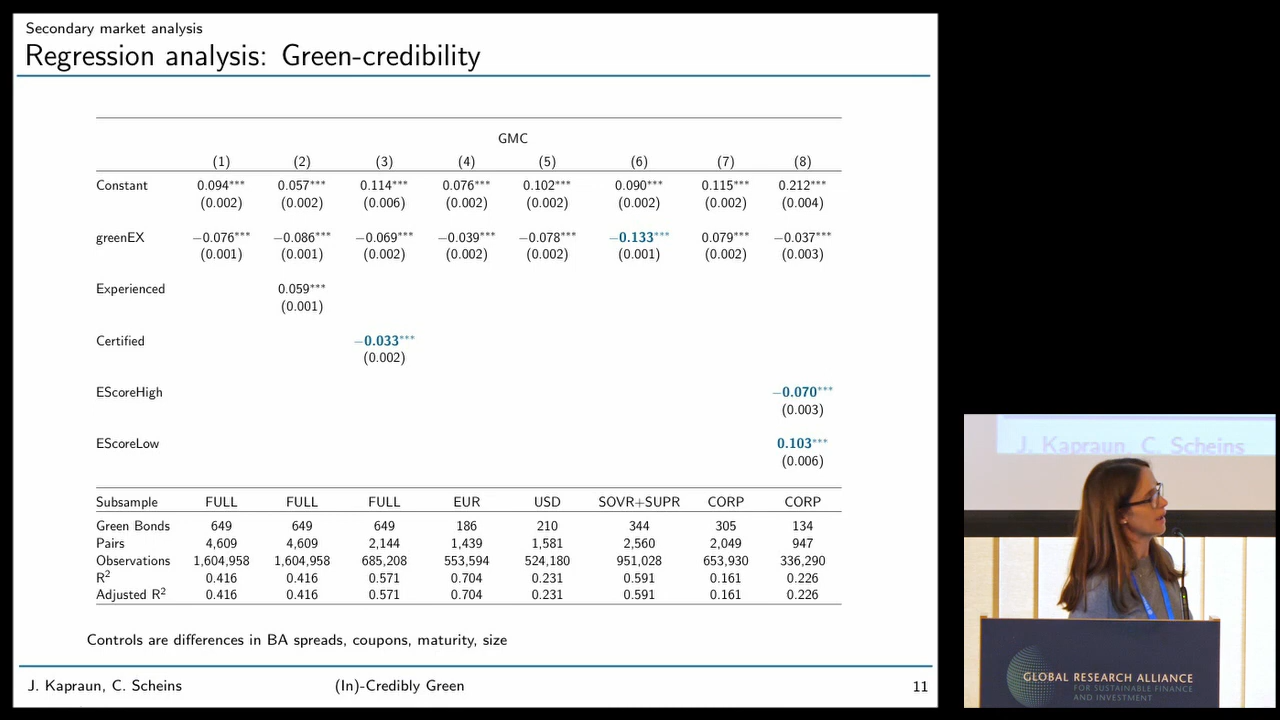 Secondary market analysis
Regression analysis: Green-credibility
GMC
(1) (2) (3) (4) (5) (6) (7) (8)
Constant 0.094*** 0.057*** 0.114*** 0.076*** 0.102*** 0.090*** 0.115*** 0.212***
(0.002) (0.002) (0.006) (0.002) (0.002) (0.002) (0.002) (0.004)
greenEX −0.076*** −0.086*** −0.069*** −0.039*** −0.078*** −0.133*** 0.079*** −0.037***
(0.001) (0.001) (0.002) (0.002) (0.002) (0.001) (0.002) (0.003)
Experienced 0.059***
(0.001)
Certified −0.033***
(0.002)
EScoreHigh −0.070***
(0.003)
EScoreLow 0.103***
(0.006)
Subsample FULL FULL FULL EUR USD SOVR+SUPR CORP CORP
Green Bonds 649 649 649 186 210 344 305 134
Pairs 4,609 4,609 2,144 1,439 1,581 2,560 2,049 947
Observations 1,604,958 1,604,958 685,208 553,594 524,180 951,028 653,930 336,290
R² 0.416 0.416 0.571 0.704 0.231 0.591 0.161 0.226
Adjusted R² 0.416 0.416 0.571 0.704 0.231 0.591 0.161 0.226
Controls are differences in BA spreads, coupons, maturity, size
J. Kapraun, C. Scheins (In)-Credibly Green 11
J. Kapraun, C. Scheins
GLOBAL RESEARCH ALLIANCE
FOR SUSTAINABLE FINANCE
AND INVESTMENT